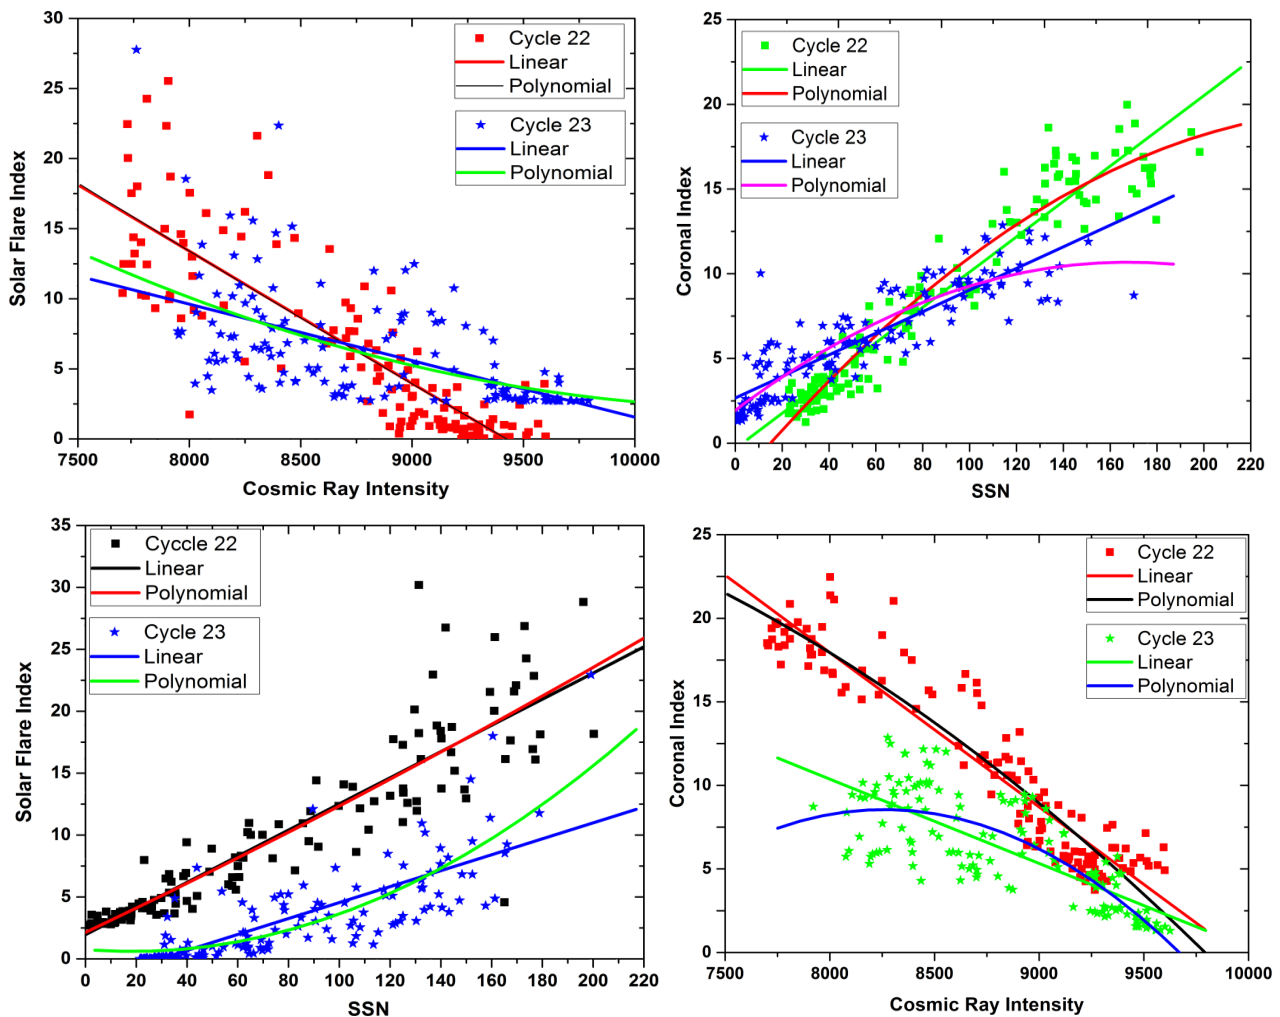 30
25
20
15
10
5
0
7500 8000 8500 9000 9500 10000
Solar Flare Index
Cosmic Ray Intensity
Cycle 22
Linear
Polynomial
Cycle 23
Linear
Polynomial
25
20
15
10
5
0
0 20 40 60 80 100 120 140 160 180 200 220
Coronal Index
SSN
Cycle 22
Linear
Polynomial
Cycle 23
Linear
Polynomial
35
30
25
20
15
10
5
0
0 20 40 60 80 100 120 140 160 180 200 220
Solar Flare Index
SSN
Cyccle 22
Linear
Polynomial
Cycle 23
Linear
Polynomial
25
20
15
10
5
0
7500 8000 8500 9000 9500 10000
Coronal Index
Cosmic Ray Intensity
Cycle 22
Linear
Polynomial
Cycle 23
Linear
Polynomial